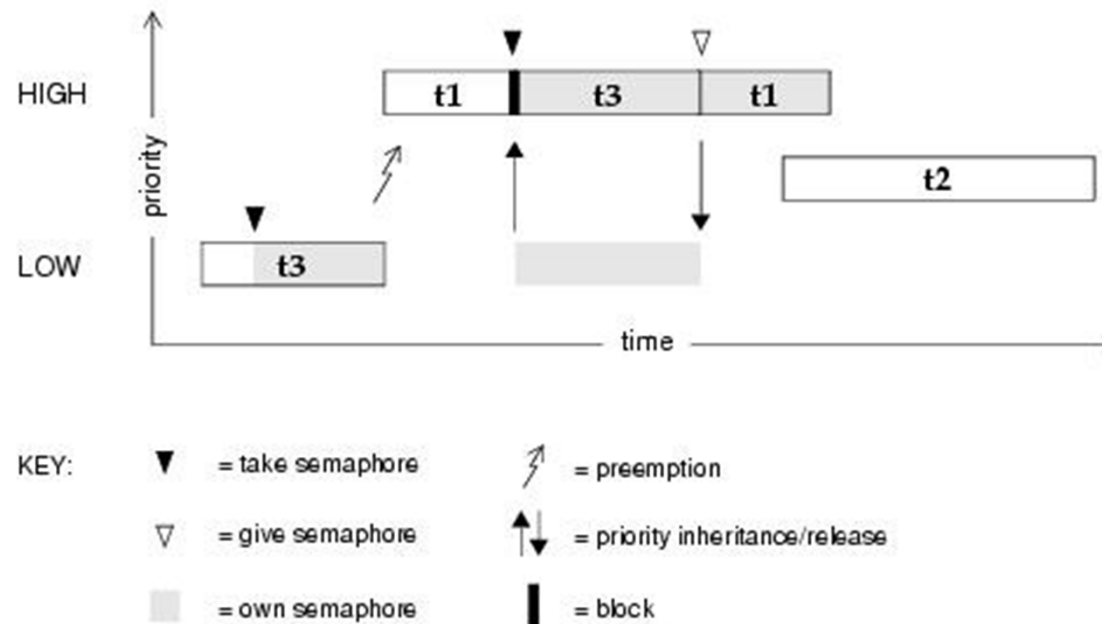 HIGH
t1
t3
t1
priority
t2
LOW
t3
time
KEY:
= take semaphore
= preemption
= give semaphore
= priority inheritance/release
= own semaphore
= block